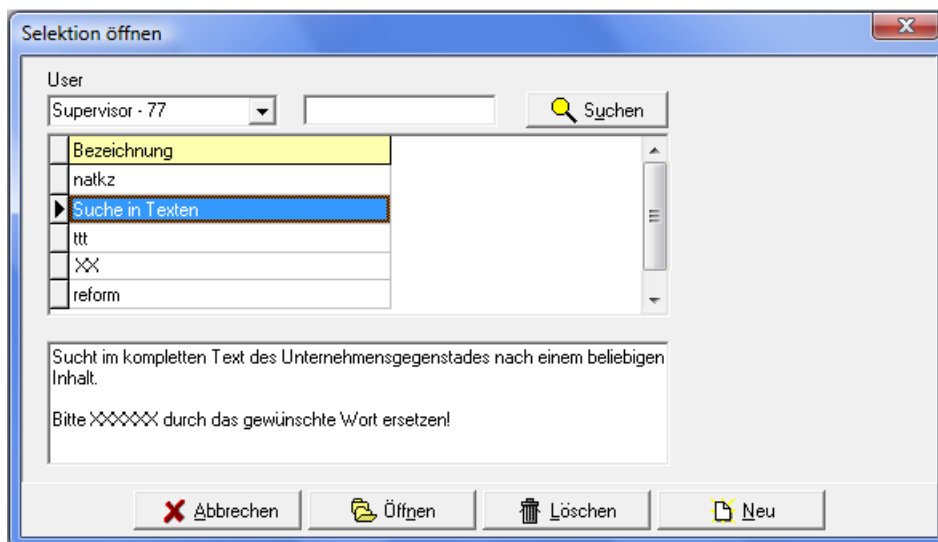 Selektion öffnen
User
Supervisor - 77
Suchen
Bezeichnung
natkz
Suche in Texten
ttt
XX
reform
Sucht im kompletten Text des Unternehmensgegenstades nach einem beliebigen
Inhalt.
Bitte XXXXXX durch das gewünschte Wort ersetzen!
Abbrechen
Öffnen
Löschen
Neu